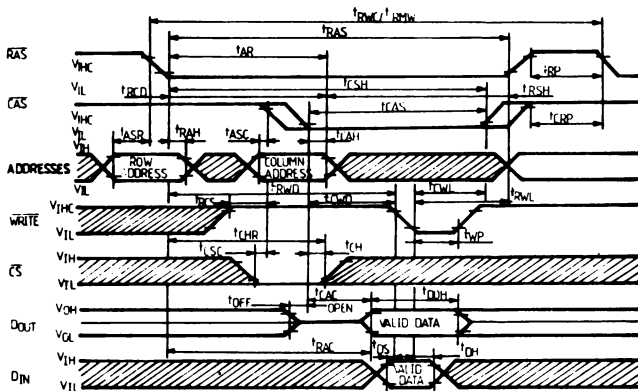 tRWC/tRMW
tRAS
RAS
tAR
VIHC
VIL
tRCD
tCSH
tRSH
tRP
CAS
VIHC
VIL
tCAS
tCRP
tASR
tRAH
tASC
tCAH
VIH
ADDRESSES
ROW ADDRESS
COLUMN ADDRESS
VIL
tRWD
tCWL
tRCS
tCWD
tRWL
WRITE
VIHC
VIL
tWP
tCHR
tCSC
tCH
CS
VIH
VIL
tCAC
tDOH
tOFF
OPEN
DOUT
VOH
VALID DATA
VOL
tRAC
tDS
tDH
DIN
VIH
VALID DATA
VIL